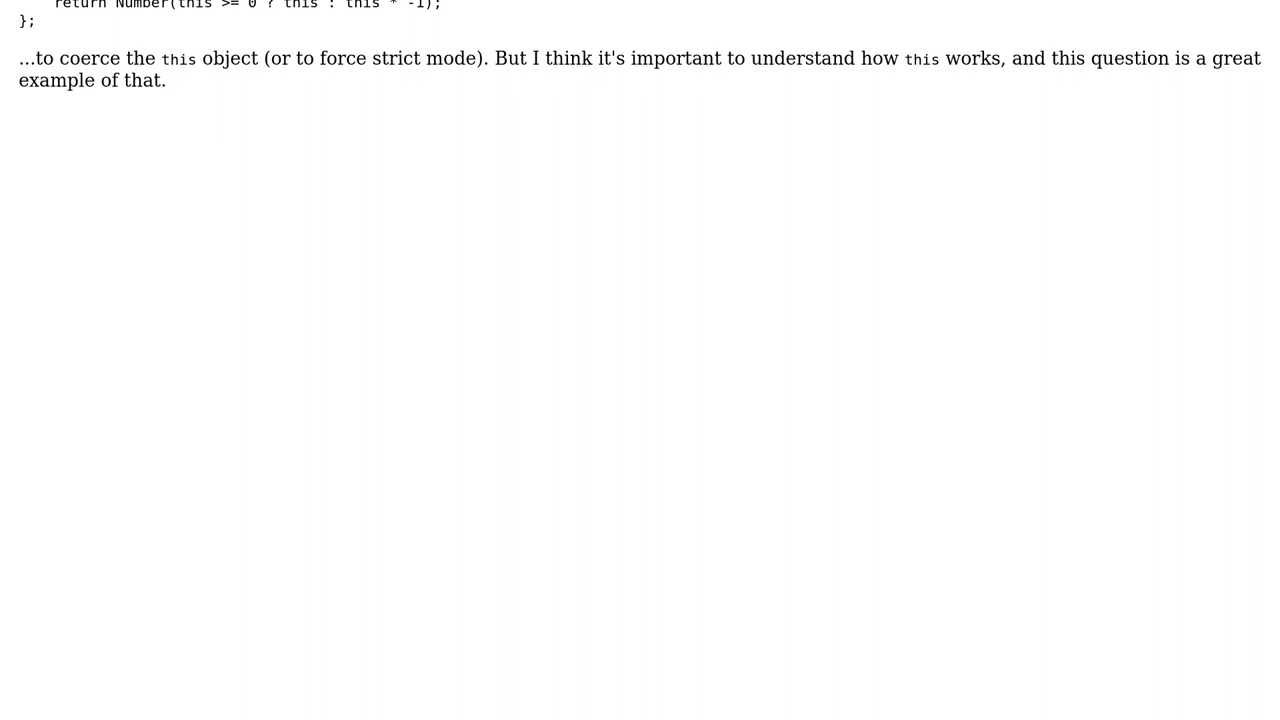 return Number(this >= 0 ? this : this * -1);
};
...to coerce the this object (or to force strict mode). But I think it's important to understand how this works, and this question is a great
example of that.